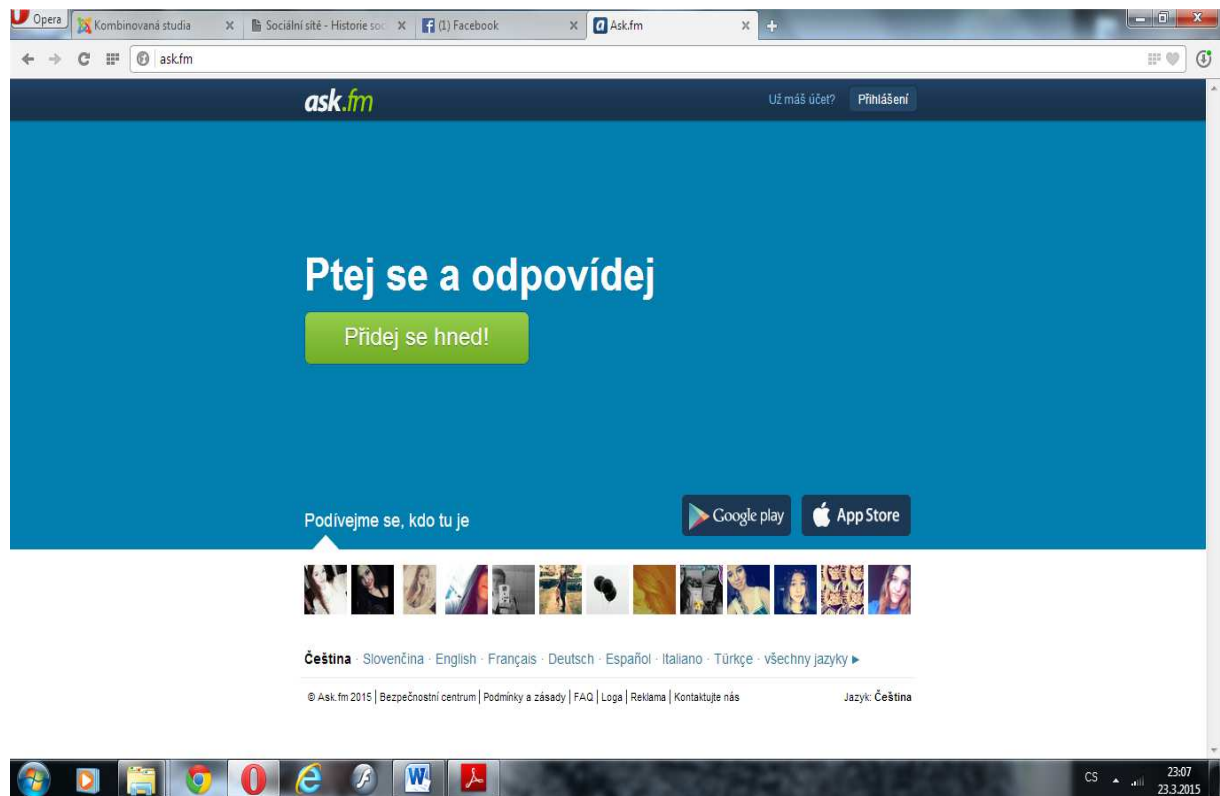 Opera
Kombinovaná studia
Sociální sítě - Historie soc
(1) Facebook
Ask.fm
ask.fm
ask.fm
Už máš účet? Přihlášení
Ptej se a odpovídej
Přidej se hned!
Podívejme se, kdo tu je
Google play
App Store
Čeština · Slovenčina · English · Français · Deutsch · Español · Italiano · Türkçe · všechny jazyky
© Ask.fm 2015 | Bezpečnostní centrum | Podmínky a zásady | FAQ | Loga | Reklama | Kontaktujte nás
Jazyk: Čeština
CS
23:07
23.3.2015